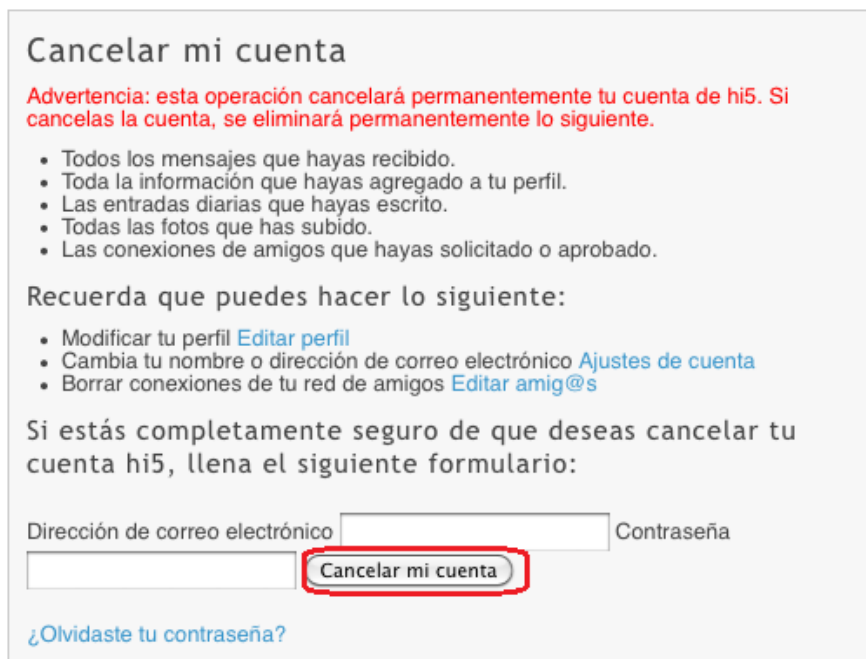 Cancelar mi cuenta
Advertencia: esta operación cancelará permanentemente tu cuenta de hi5. Si
cancelas la cuenta, se eliminará permanentemente lo siguiente.
• Todos los mensajes que hayas recibido.
• Toda la información que hayas agregado a tu perfil.
• Las entradas diarias que hayas escrito.
• Todas las fotos que has subido.
• Las conexiones de amigos que hayas solicitado o aprobado.
Recuerda que puedes hacer lo siguiente:
• Modificar tu perfil Editar perfil
• Cambia tu nombre o dirección de correo electrónico Ajustes de cuenta
• Borrar conexiones de tu red de amigos Editar amig@s
Si estás completamente seguro de que deseas cancelar tu
cuenta hi5, llena el siguiente formulario:
Dirección de correo electrónico Contraseña
Cancelar mi cuenta
¿Olvidaste tu contraseña?